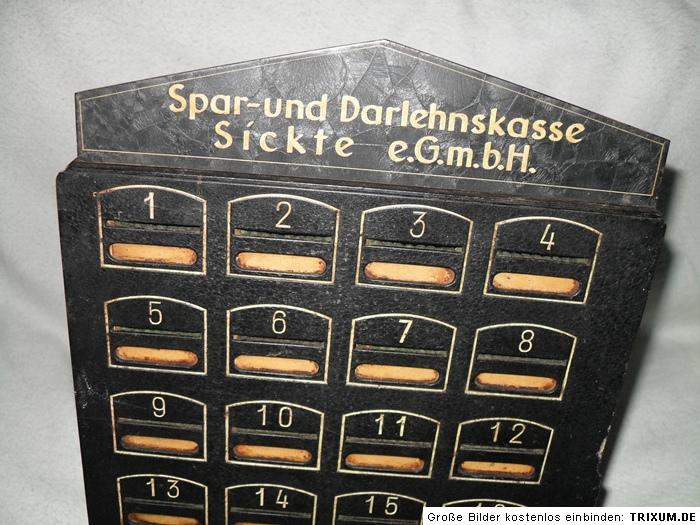 Spar-und Darlehnskasse
Sickte e.G.m.b.H.
1 2 3 4
5 6 7 8
9 10 11 12
13 14 15
Große Bilder kostenlos einbinden: TRIXUM.DE